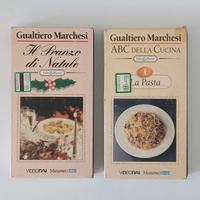 Gualtiero Marchesi
Il Pranzo
di Natale
VIDEORAI
Gualtiero Marchesi
ABC DELLA CUCINA
1
La Pasta
VIDEORAI